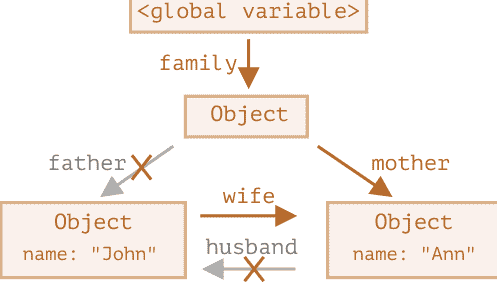 <global variable>
family
Object
father
mother
wife
Object
name: "John"
husband
Object
name: "Ann"